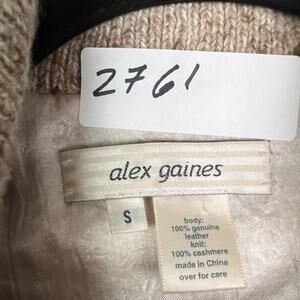 2761
alex gaines
S
body:
100% genuine
leather
knit:
100% cashmere
made in China
over for care